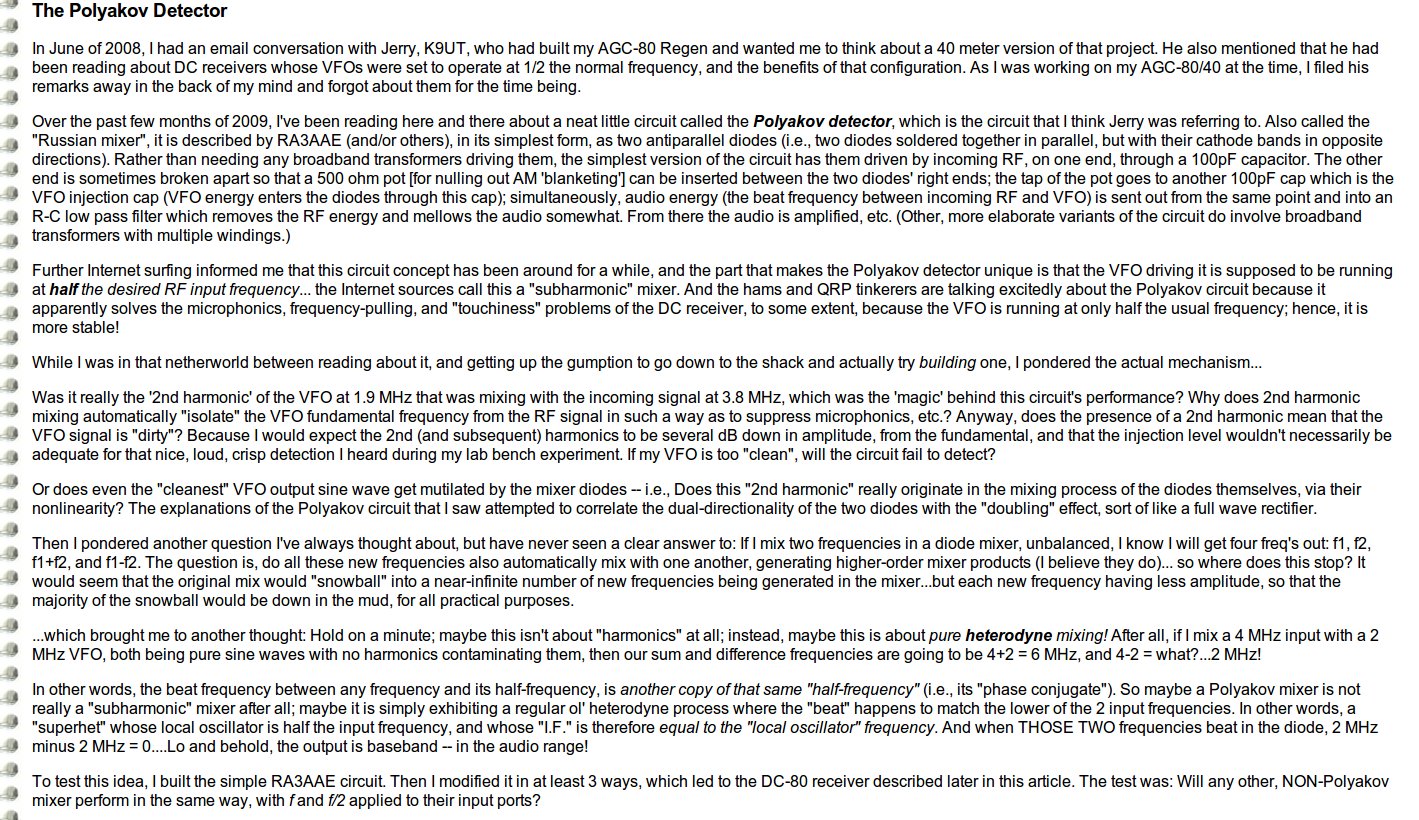 The Polyakov Detector
In June of 2008, I had an email conversation with Jerry, K9UT, who had built my AGC-80 Regen and wanted me to think about a 40 meter version of that project. He also mentioned that he had
been reading about DC receivers whose VFOs were set to operate at 1/2 the normal frequency, and the benefits of that configuration. As I was working on my AGC-80/40 at the time, I filed his
remarks away in the back of my mind and forgot about them for the time being.
Over the past few months of 2009, I've been reading here and there about a neat little circuit called the Polyakov detector, which is the circuit that I think Jerry was referring to. Also called the
"Russian mixer", it is described by RA3AAE (and/or others), in its simplest form, as two antiparallel diodes (i.e., two diodes soldered together in parallel, but with their cathode bands in opposite
directions). Rather than needing any broadband transformers driving them, the simplest version of the circuit has them driven by incoming RF, on one end, through a 100pF capacitor. The other
end is sometimes broken apart so that a 500 ohm pot [for nulling out AM 'blanketing'] can be inserted between the two diodes' right ends; the tap of the pot goes to another 100pF cap which is the
VFO injection cap (VFO energy enters the diodes through this cap); simultaneously, audio energy (the beat frequency between incoming RF and VFO) is sent out from the same point and into an
R-C low pass filter which removes the RF energy and mellows the audio somewhat. From there the audio is amplified, etc. (Other, more elaborate variants of the circuit do involve broadband
transformers with multiple windings.)
Further Internet surfing informed me that this circuit concept has been around for a while, and the part that makes the Polyakov detector unique is that the VFO driving it is supposed to be running
at half the desired RF input frequency... the Internet sources call this a "subharmonic" mixer. And the hams and QRP tinkerers are talking excitedly about the Polyakov circuit because it
apparently solves the microphonics, frequency-pulling, and "touchiness" problems of the DC receiver, to some extent, because the VFO is running at only half the usual frequency; hence, it is
more stable!
While I was in that netherworld between reading about it, and getting up the gumption to go down to the shack and actually try building one, I pondered the actual mechanism...
Was it really the '2nd harmonic' of the VFO at 1.9 MHz that was mixing with the incoming signal at 3.8 MHz, which was the 'magic' behind this circuit's performance? Why does 2nd harmonic
mixing automatically "isolate" the VFO fundamental frequency from the RF signal in such a way as to suppress microphonics, etc.? Anyway, does the presence of a 2nd harmonic mean that the
VFO signal is "dirty"? Because I would expect the 2nd (and subsequent) harmonics to be several dB down in amplitude, from the fundamental, and that the injection level wouldn't necessarily be
adequate for that nice, loud, crisp detection I heard during my lab bench experiment. If my VFO is too "clean", will the circuit fail to detect?
Or does even the "cleanest" VFO output sine wave get mutilated by the mixer diodes -- i.e., Does this "2nd harmonic" really originate in the mixing process of the diodes themselves, via their
nonlinearity? The explanations of the Polyakov circuit that I saw attempted to correlate the dual-directionality of the two diodes with the "doubling" effect, sort of like a full wave rectifier.
Then I pondered another question I've always thought about, but have never seen a clear answer to: If I mix two frequencies in a diode mixer, unbalanced, I know I will get four freq's out: f1, f2,
f1+f2, and f1-f2. The question is, do all these new frequencies also automatically mix with one another, generating higher-order mixer products (I believe they do)... so where does this stop? It
would seem that the original mix would "snowball" into a near-infinite number of new frequencies being generated in the mixer...but each new frequency having less amplitude, so that the
majority of the snowball would be down in the mud, for all practical purposes.
...which brought me to another thought: Hold on a minute; maybe this isn't about "harmonics" at all; instead, maybe this is about pure heterodyne mixing! After all, if I mix a 4 MHz input with a 2
MHz VFO, both being pure sine waves with no harmonics contaminating them, then our sum and difference frequencies are going to be 4+2 = 6 MHz, and 4-2 = what?...2 MHz!
In other words, the beat frequency between any frequency and its half-frequency, is another copy of that same "half-frequency" (i.e., its "phase conjugate"). So maybe a Polyakov mixer is not
really a "subharmonic" mixer after all; maybe it is simply exhibiting a regular ol' heterodyne process where the "beat" happens to match the lower of the 2 input frequencies. In other words, a
"superhet" whose local oscillator is half the input frequency, and whose "I.F." is therefore equal to the "local oscillator" frequency. And when THOSE TWO frequencies beat in the diode, 2 MHz
minus 2 MHz = 0....Lo and behold, the output is baseband -- in the audio range!
To test this idea, I built the simple RA3AAE circuit. Then I modified it in at least 3 ways, which led to the DC-80 receiver described later in this article. The test was: Will any other, NON-Polyakov
mixer perform in the same way, with f and f/2 applied to their input ports?